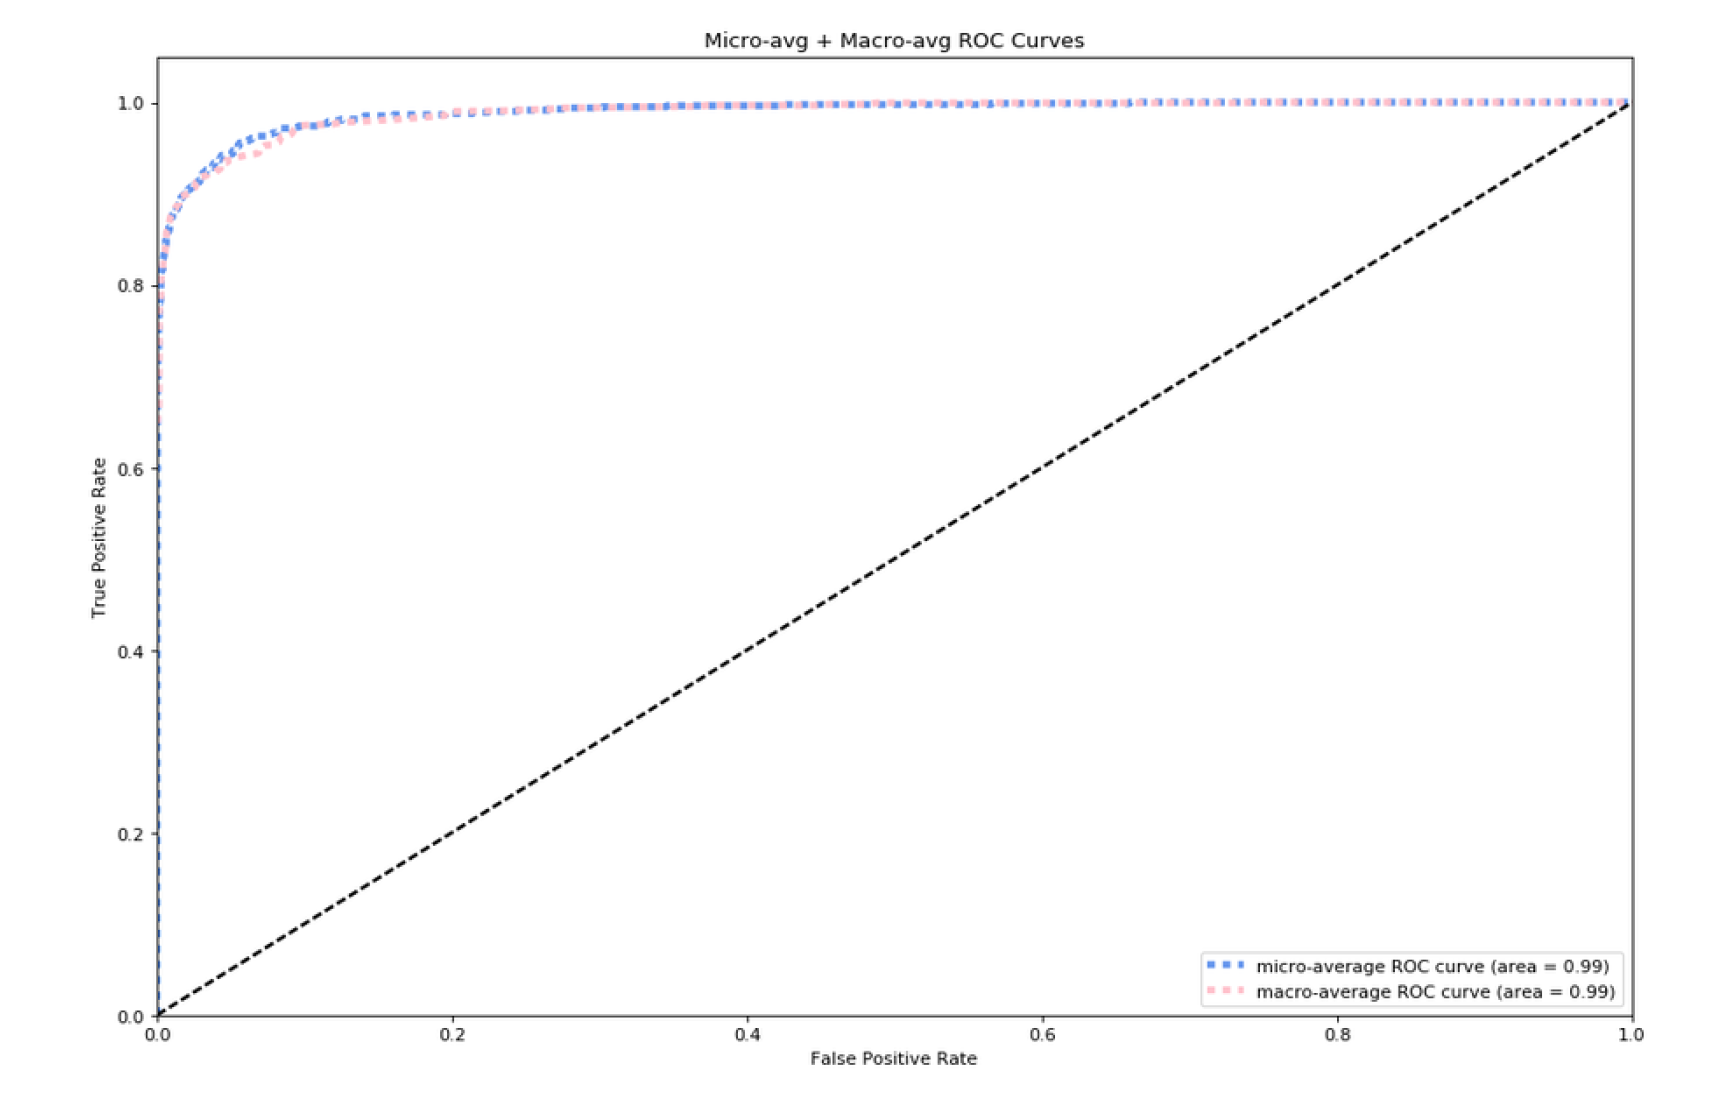 Micro-avg + Macro-avg ROC Curves
1.0
0.8
0.6
0.4
0.2
0.0
True Positive Rate
0.0 0.2 0.4 0.6 0.8 1.0
False Positive Rate
micro-average ROC curve (area = 0.99)
macro-average ROC curve (area = 0.99)